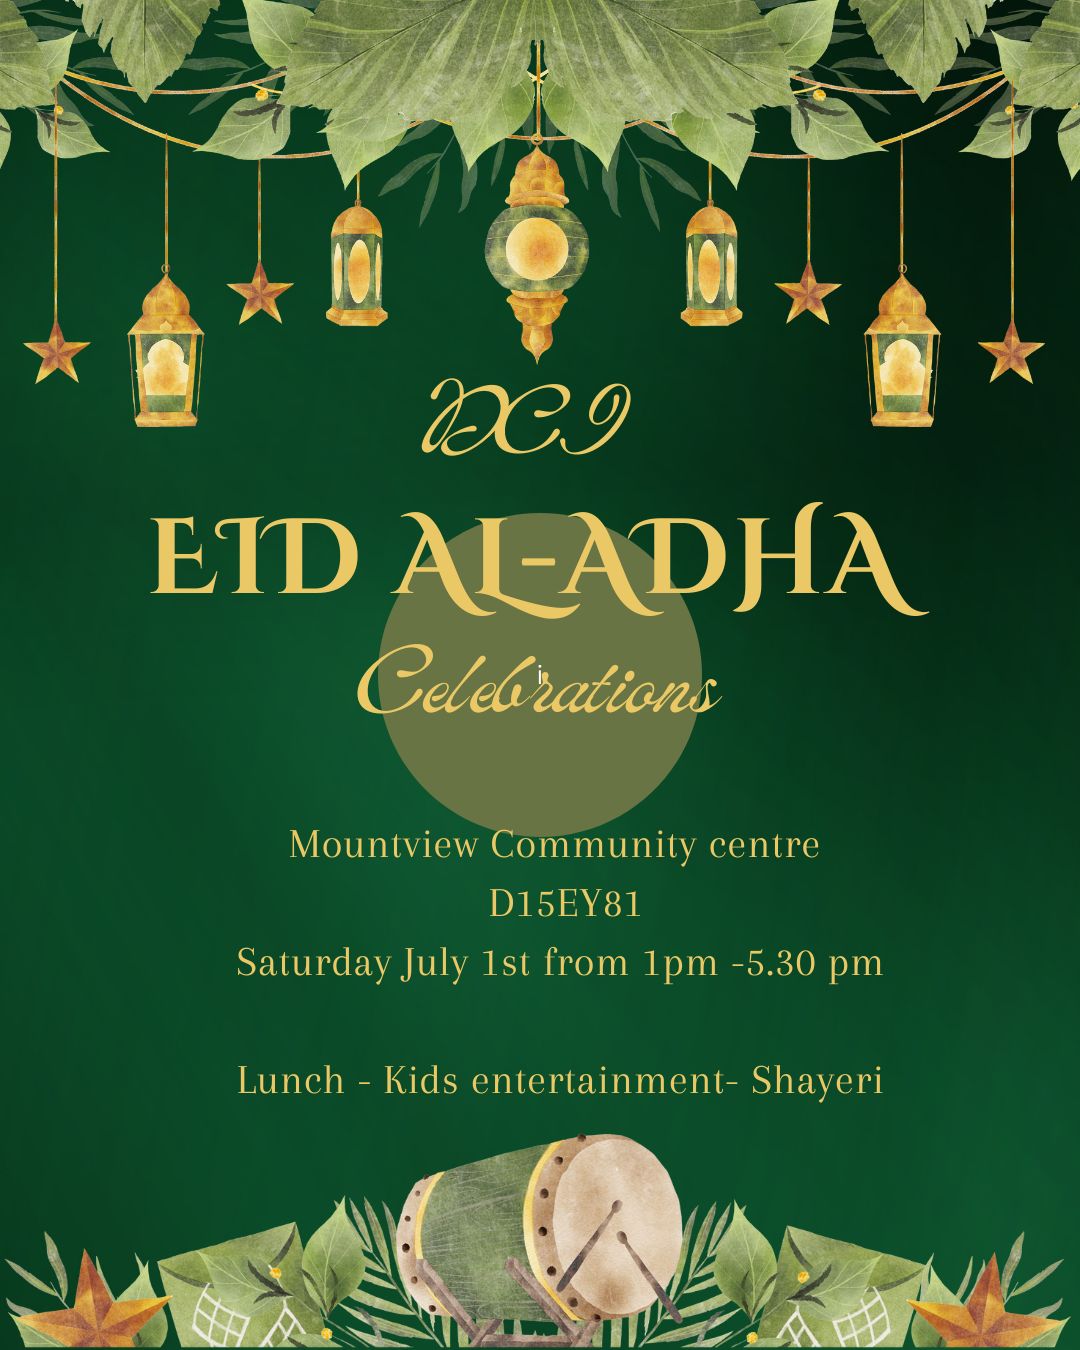 DCI
EID AL-ADHA
Celebrations
i
Mountview Community centre
D15EY81
Saturday July 1st from 1pm -5.30 pm
Lunch - Kids entertainment- Shayeri